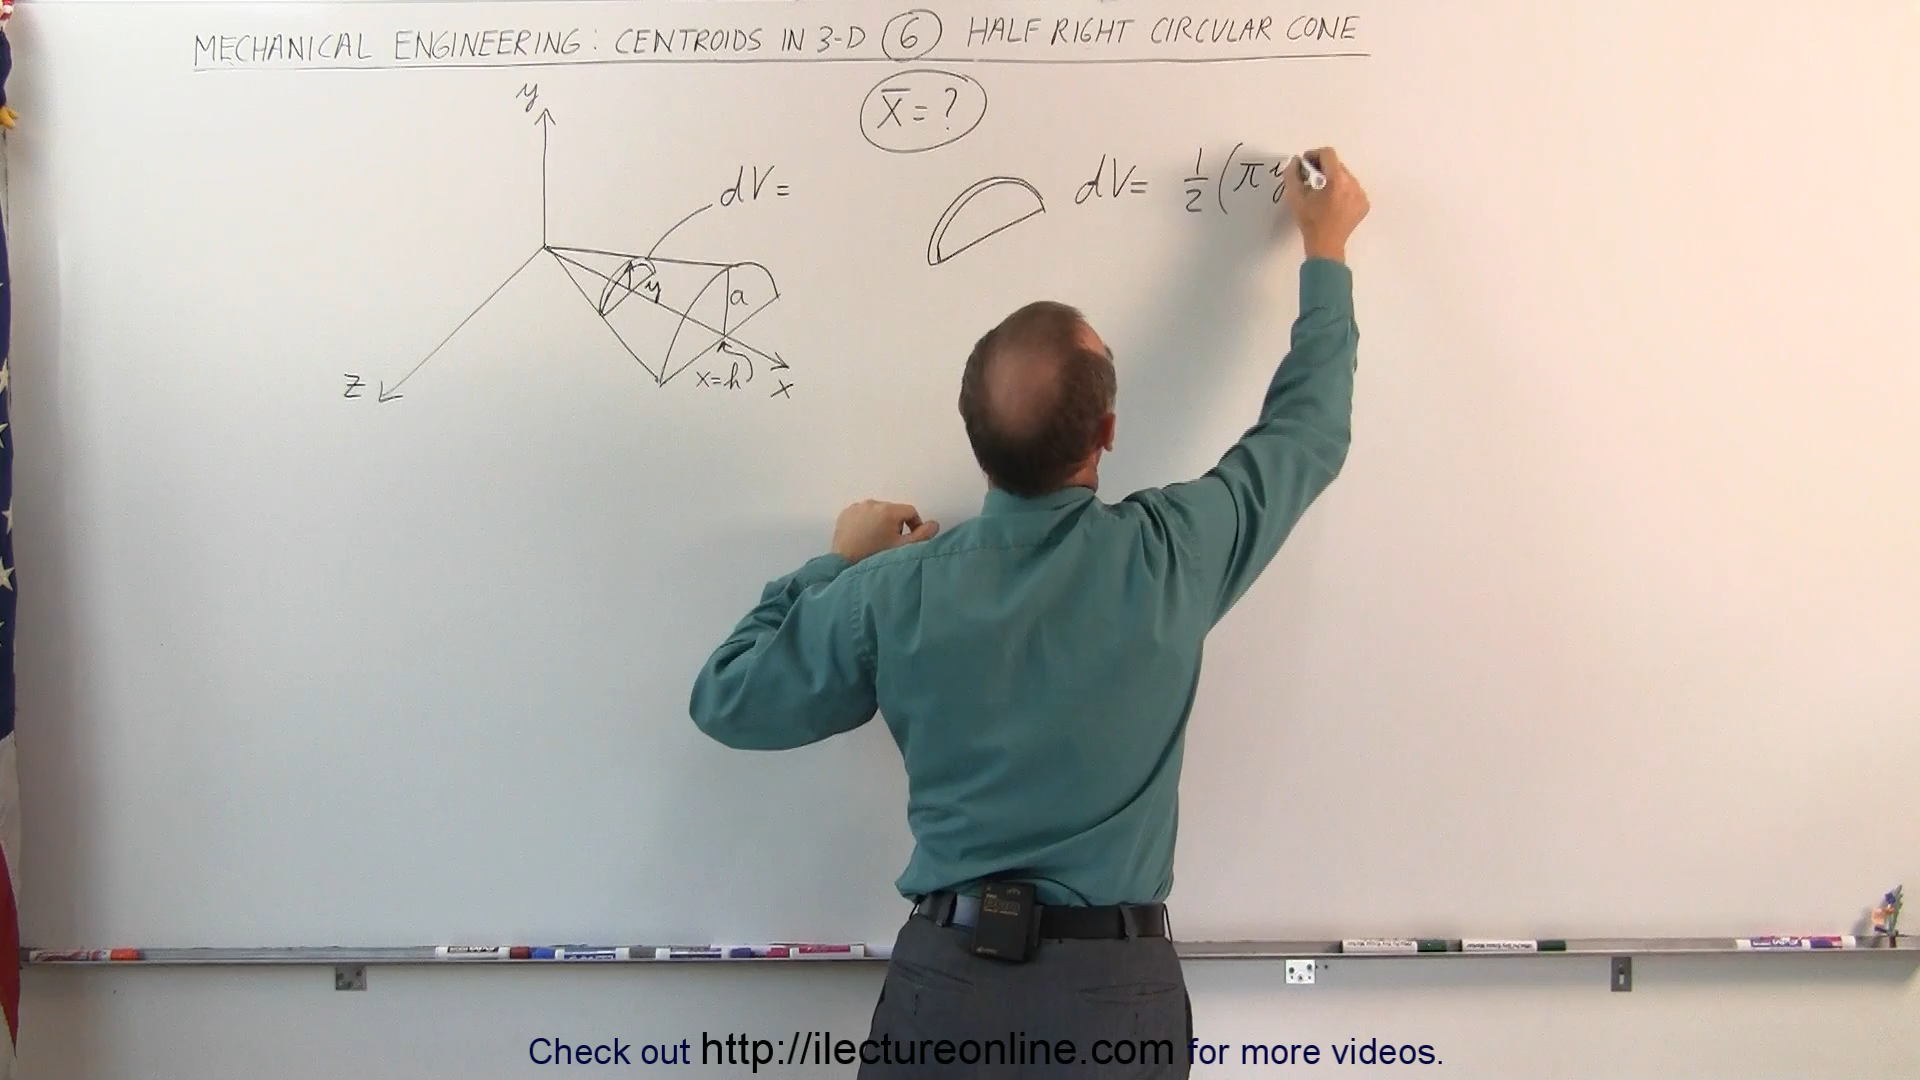 MECHANICAL ENGINEERING: CENTROIDS IN 3-D 6 HALF RIGHT CIRCULAR CONE
y
X̄ = ?
dV =
dV = 1/2 (π y
y
a
x=h
x
z
Check out http://ilectureonline.com for more videos.